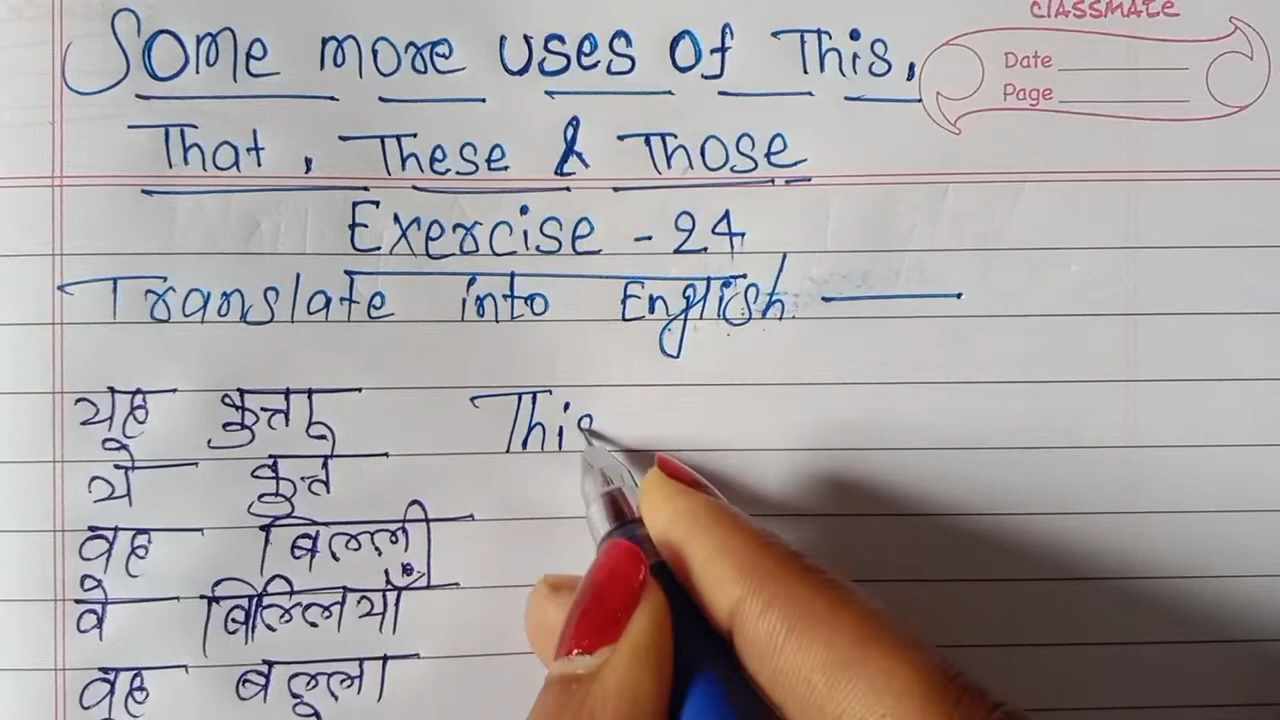 CLASSMATE
Date
Page
Some more uses of This,
That, These & Those
Exercise - 24
Translate into English
यह कुत्ता This
ये कुत्ते
वह बिल्ली
वे बिल्लियाँ
वह बल्ला